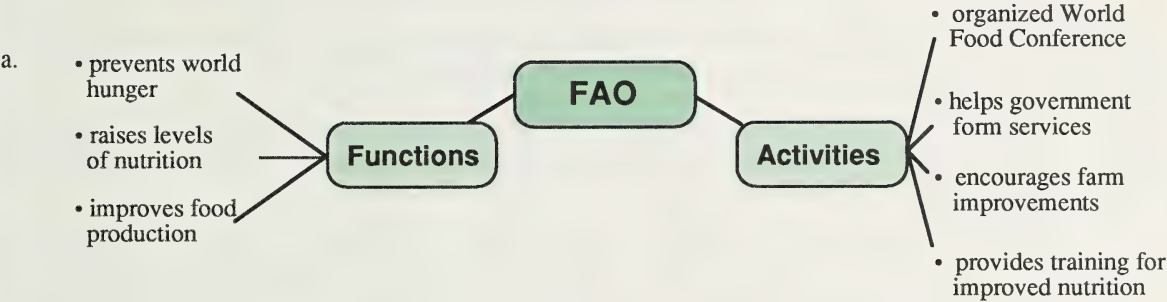 a.
• prevents world
hunger
• raises levels
of nutrition
• improves food
production
FAO
Functions
Activities
• organized World
Food Conference
• helps government
form services
• encourages farm
improvements
• provides training for
improved nutrition